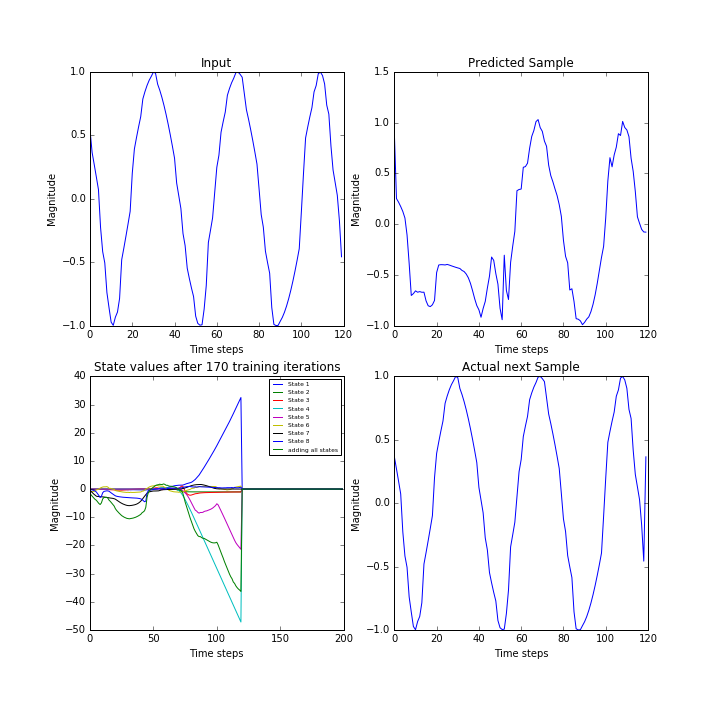 Input
Magnitude
1.0
0.5
0.0
−0.5
−1.0
0 20 40 60 80 100 120
Time steps
Predicted Sample
Magnitude
1.5
1.0
0.5
0.0
−0.5
−1.0
0 20 40 60 80 100 120
Time steps
State values after 170 training iterations
Magnitude
40
30
20
10
0
−10
−20
−30
−40
−50
0 50 100 150 200
Time steps
State 1
State 2
State 3
State 4
State 5
State 6
State 7
State 8
adding all states
Actual next Sample
Magnitude
1.0
0.5
0.0
−0.5
−1.0
0 20 40 60 80 100 120
Time steps